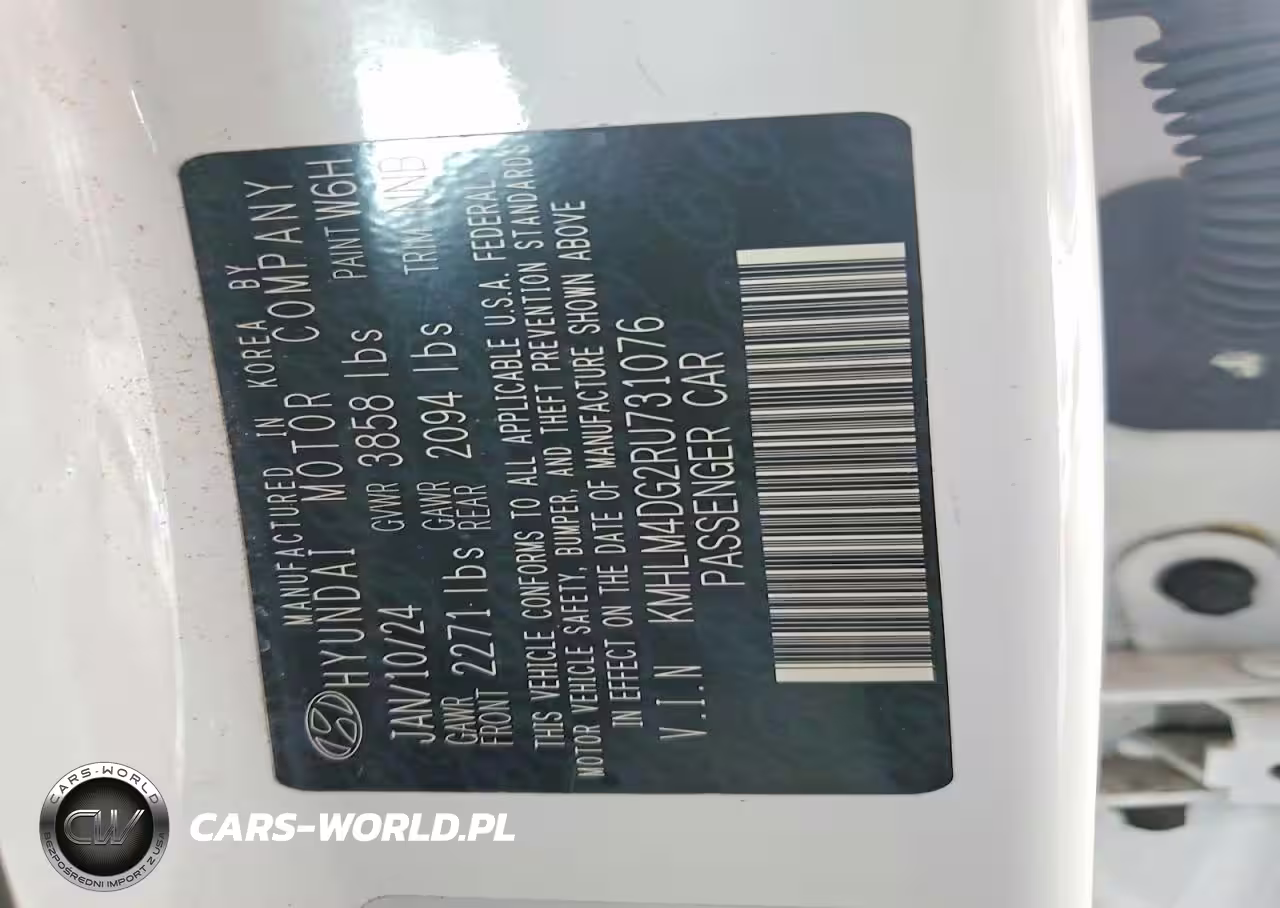 MANUFACTURED IN KOREA BY
HYUNDAI MOTOR COMPANY
JAN/10/24 GVWR 3858 lbs PAINT W6H
GAWR FRONT 2271 lbs GAWR REAR 2094 lbs TRIM NNB
THIS VEHICLE CONFORMS TO ALL APPLICABLE U.S.A. FEDERAL
MOTOR VEHICLE SAFETY, BUMPER, AND THEFT PREVENTION STANDARDS
IN EFFECT ON THE DATE OF MANUFACTURE SHOWN ABOVE
V.I.N KMHLM4DG2RU731076
PASSENGER CAR
CARS-WORLD
CW
BEZPOŚREDNI IMPORT Z USA
CARS-WORLD.PL